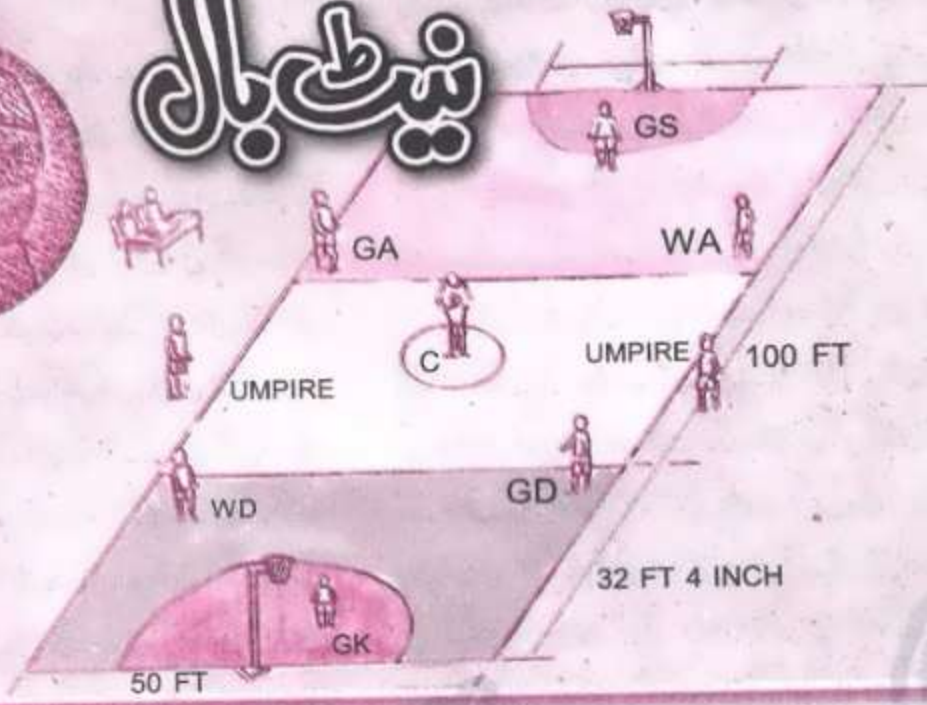 نیٹ بال
GS
GA
WA
C
UMPIRE
UMPIRE
100 FT
WD
GD
32 FT 4 INCH
GK
50 FT